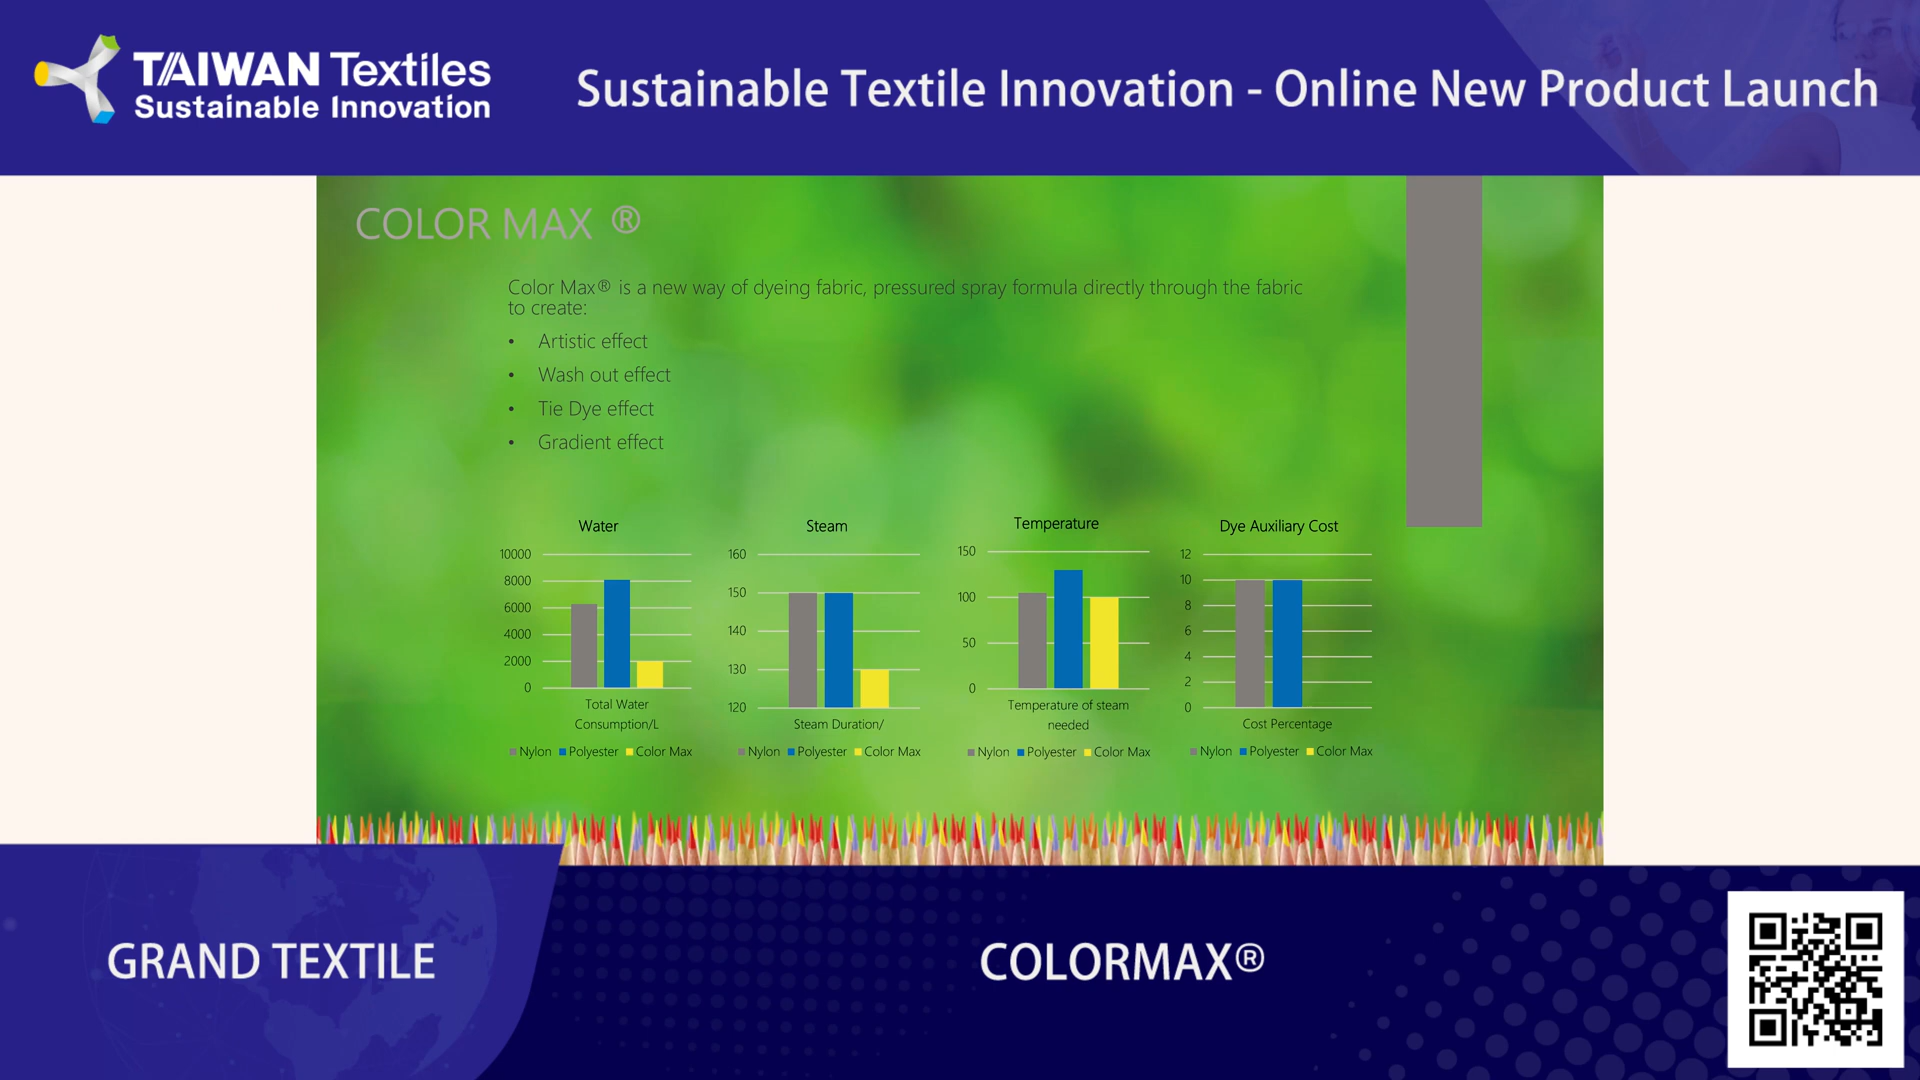 TAIWAN Textiles
Sustainable Innovation
Sustainable Textile Innovation - Online New Product Launch
COLOR MAX ®
Color Max® is a new way of dyeing fabric, pressured spray formula directly through the fabric
to create:
• Artistic effect
• Wash out effect
• Tie Dye effect
• Gradient effect
Water
10000
8000
6000
4000
2000
0
Total Water
Consumption/L
Nylon Polyester Color Max
Steam
160
150
140
130
120
Steam Duration/
Nylon Polyester Color Max
Temperature
150
100
50
0
Temperature of steam
needed
Nylon Polyester Color Max
Dye Auxiliary Cost
12
10
8
6
4
2
0
Cost Percentage
Nylon Polyester Color Max
GRAND TEXTILE
COLORMAX®